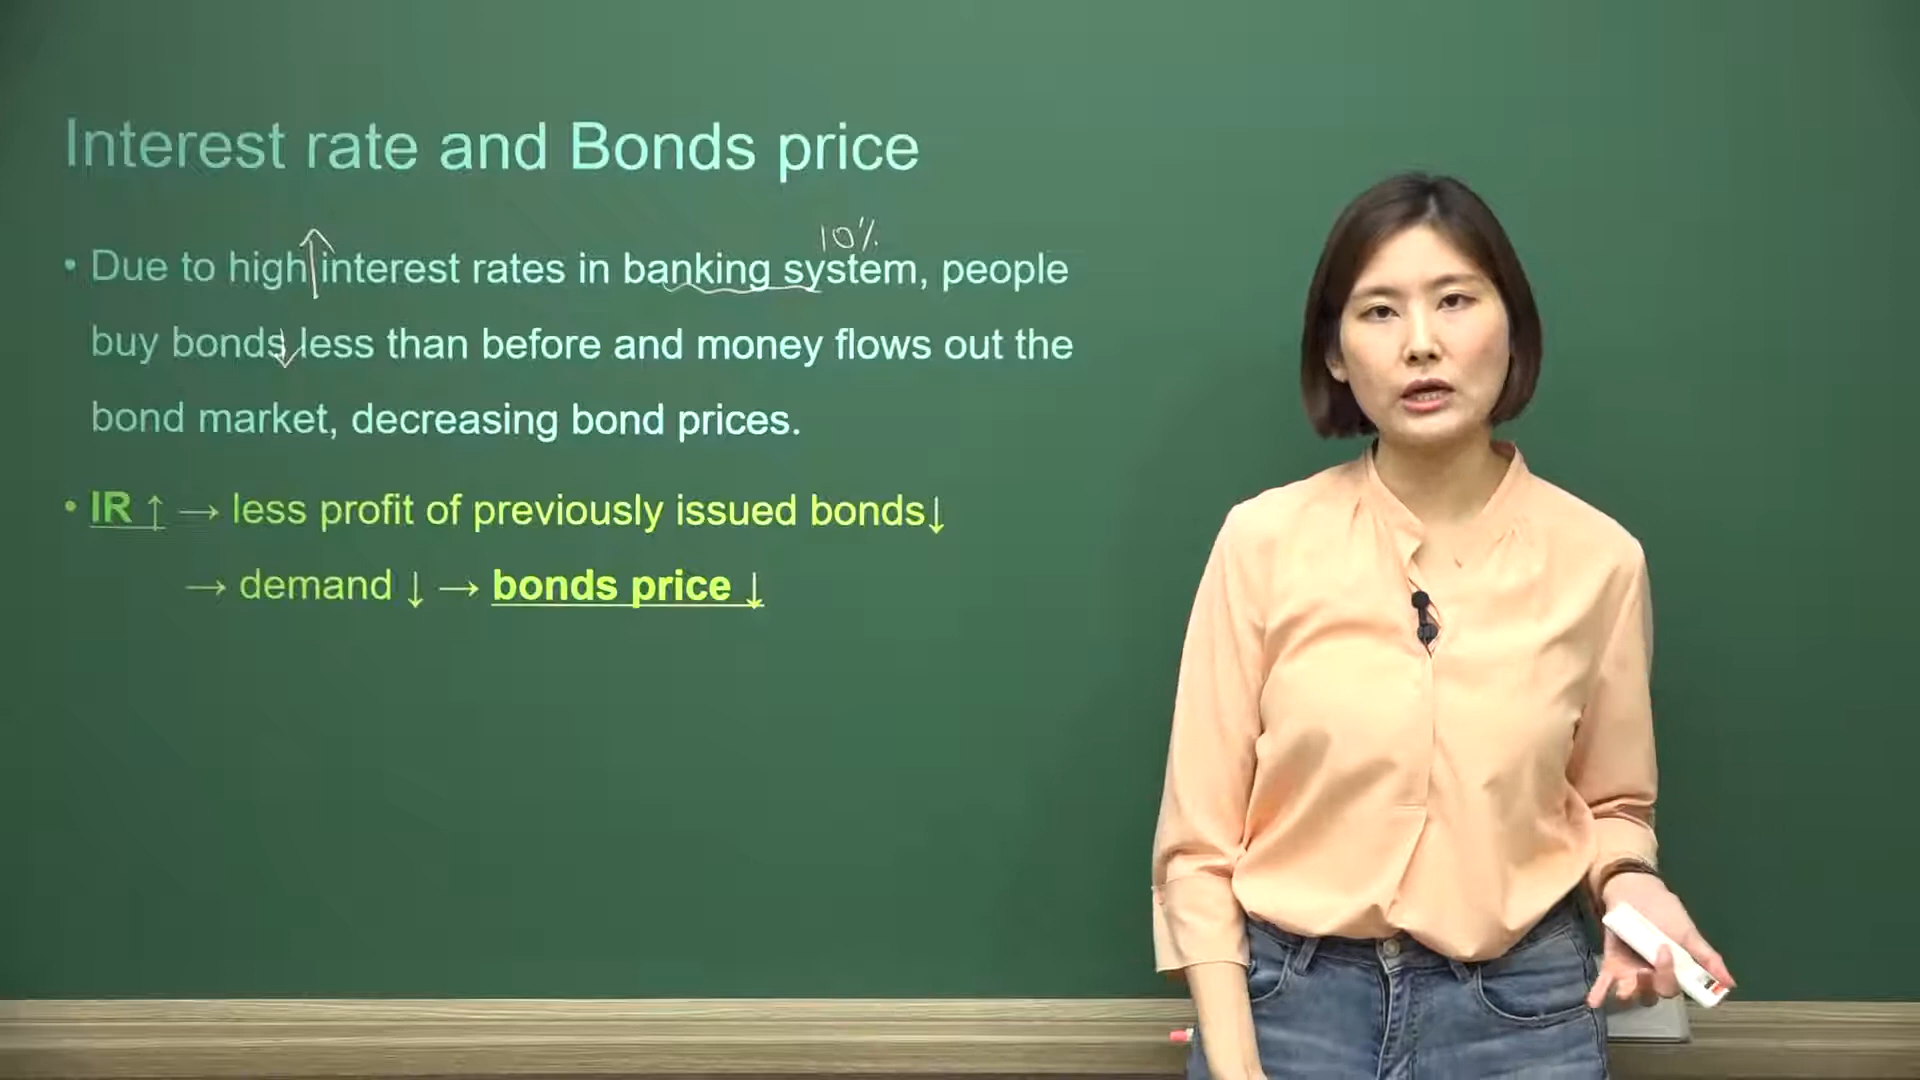 Interest rate and Bonds price
10%
• Due to high ↑ interest rates in banking system, people
buy bonds ↓ less than before and money flows out the
bond market, decreasing bond prices.
• IR ↑ → less profit of previously issued bonds↓
→ demand ↓ → bonds price ↓